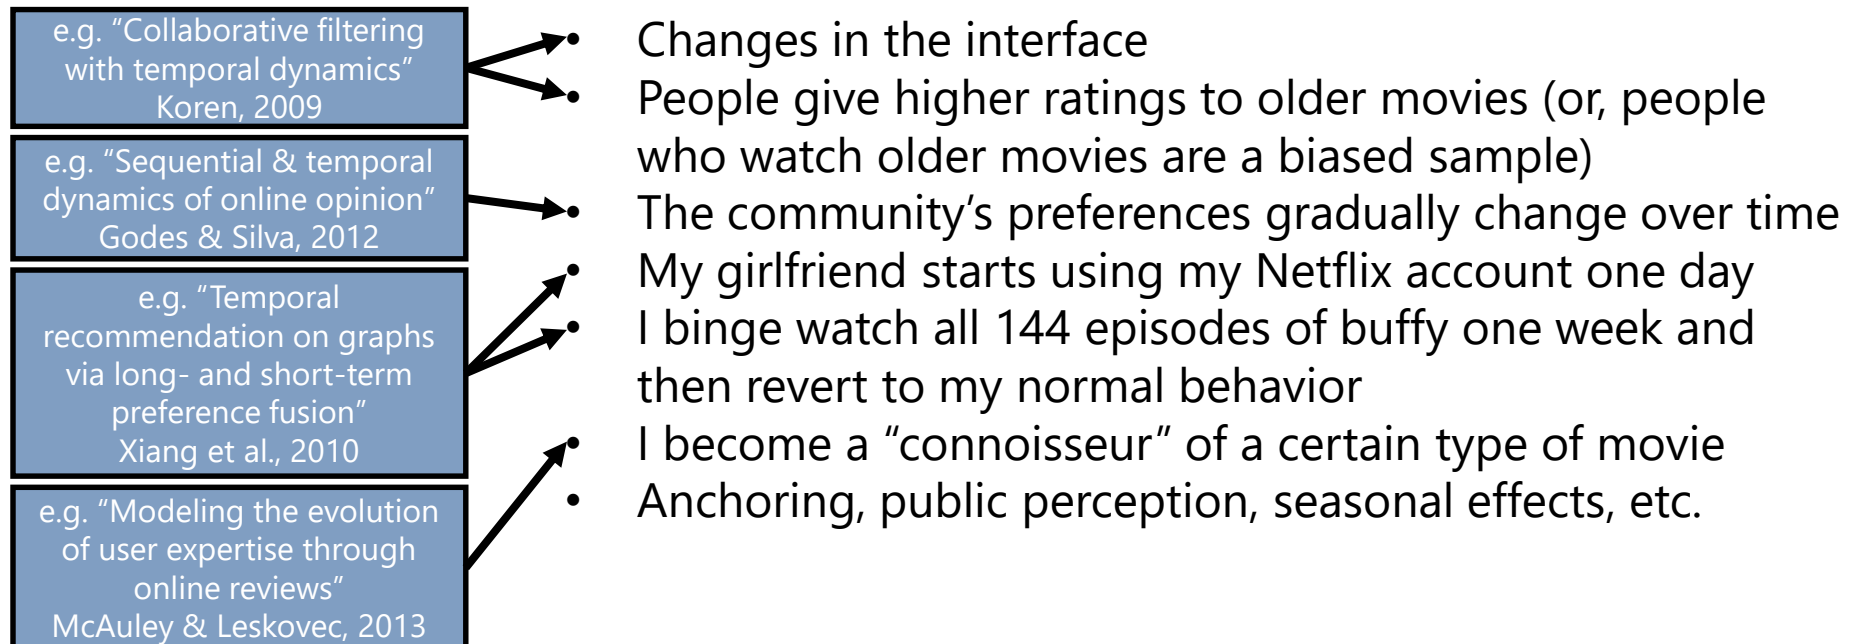 e.g. “Collaborative filtering
with temporal dynamics”
Koren, 2009
e.g. “Sequential & temporal
dynamics of online opinion”
Godes & Silva, 2012
e.g. “Temporal
recommendation on graphs
via long- and short-term
preference fusion”
Xiang et al., 2010
e.g. “Modeling the evolution
of user expertise through
online reviews”
McAuley & Leskovec, 2013
• Changes in the interface
• People give higher ratings to older movies (or, people
who watch older movies are a biased sample)
• The community’s preferences gradually change over time
• My girlfriend starts using my Netflix account one day
• I binge watch all 144 episodes of buffy one week and
then revert to my normal behavior
• I become a “connoisseur” of a certain type of movie
• Anchoring, public perception, seasonal effects, etc.